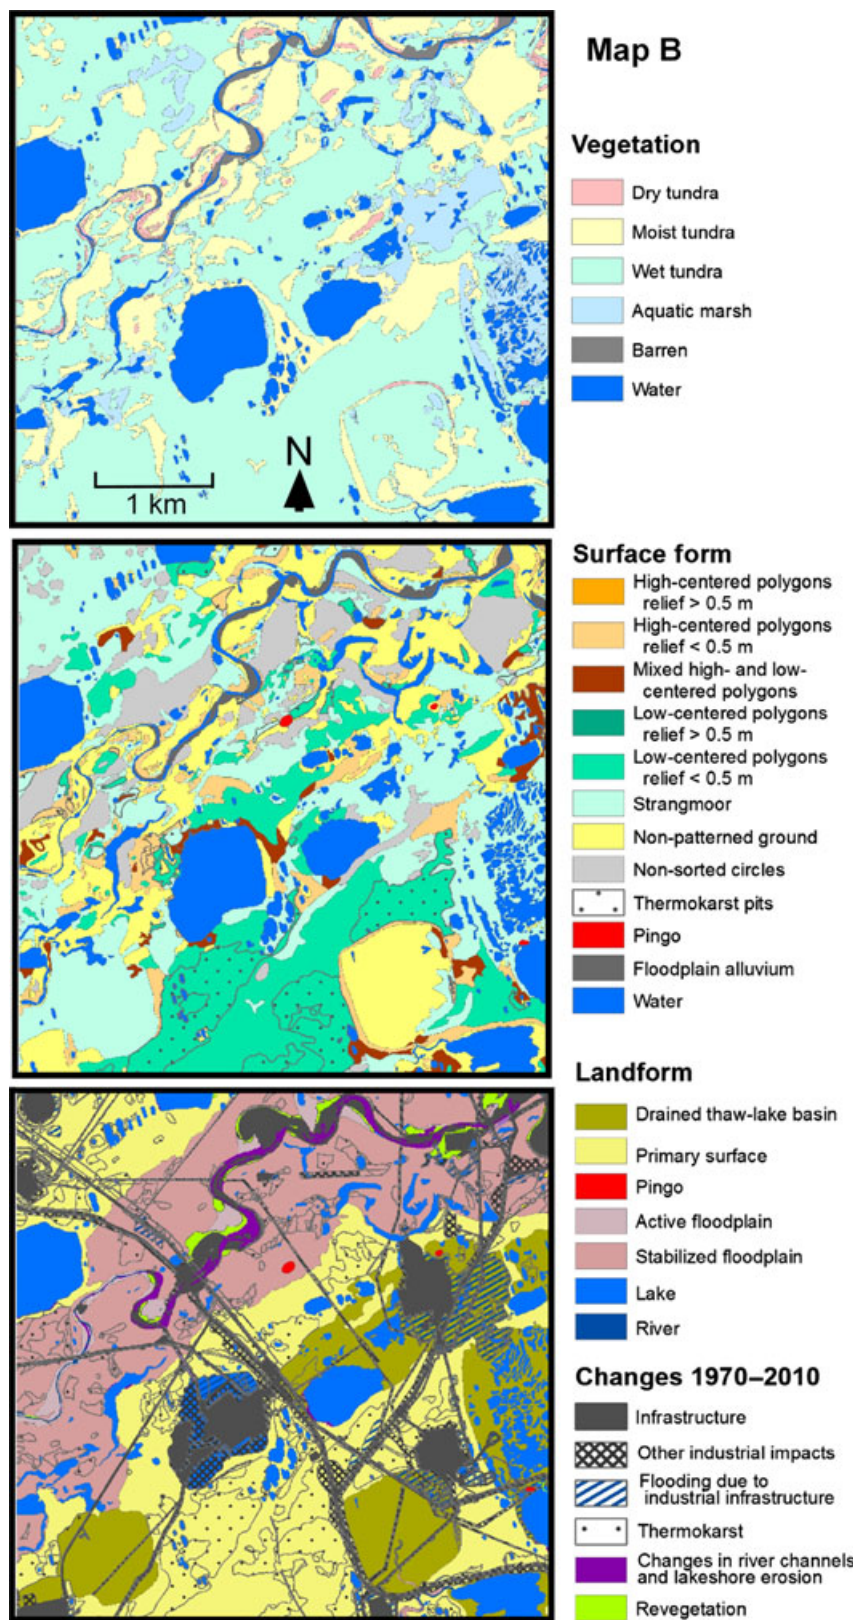 Map B
Vegetation
Dry tundra
Moist tundra
Wet tundra
Aquatic marsh
Barren
Water
N
1 km
Surface form
High-centered polygons
relief > 0.5 m
High-centered polygons
relief < 0.5 m
Mixed high- and low-
centered polygons
Low-centered polygons
relief > 0.5 m
Low-centered polygons
relief < 0.5 m
Strangmoor
Non-patterned ground
Non-sorted circles
Thermokarst pits
Pingo
Floodplain alluvium
Water
Landform
Drained thaw-lake basin
Primary surface
Pingo
Active floodplain
Stabilized floodplain
Lake
River
Changes 1970–2010
Infrastructure
Other industrial impacts
Flooding due to
industrial infrastructure
Thermokarst
Changes in river channels
and lakeshore erosion
Revegetation